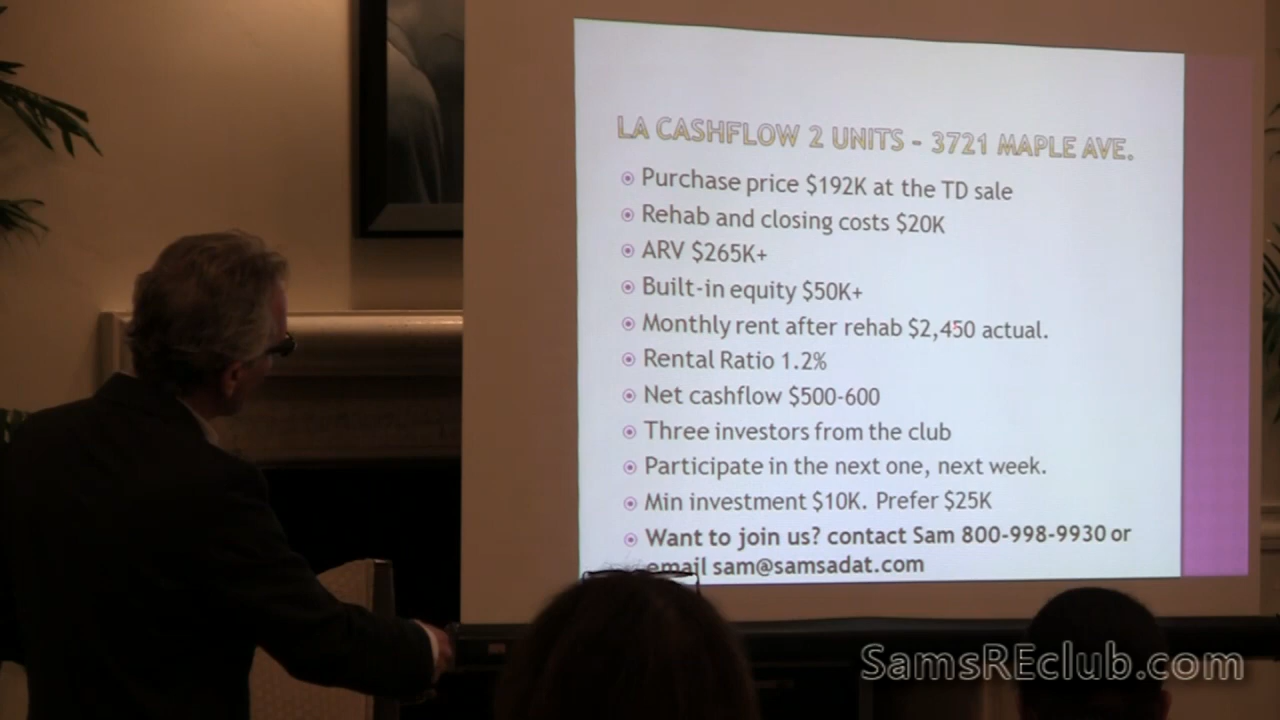 LA CASHFLOW 2 UNITS - 3721 MAPLE AVE.
Purchase price $192K at the TD sale
Rehab and closing costs $20K
ARV $265K+
Built-in equity $50K+
Monthly rent after rehab $2,450 actual.
Rental Ratio 1.2%
Net cashflow $500-600
Three investors from the club
Participate in the next one, next week.
Min investment $10K. Prefer $25K
Want to join us? contact Sam 800-998-9930 or
email sam@samsadat.com
SamsREclub.com